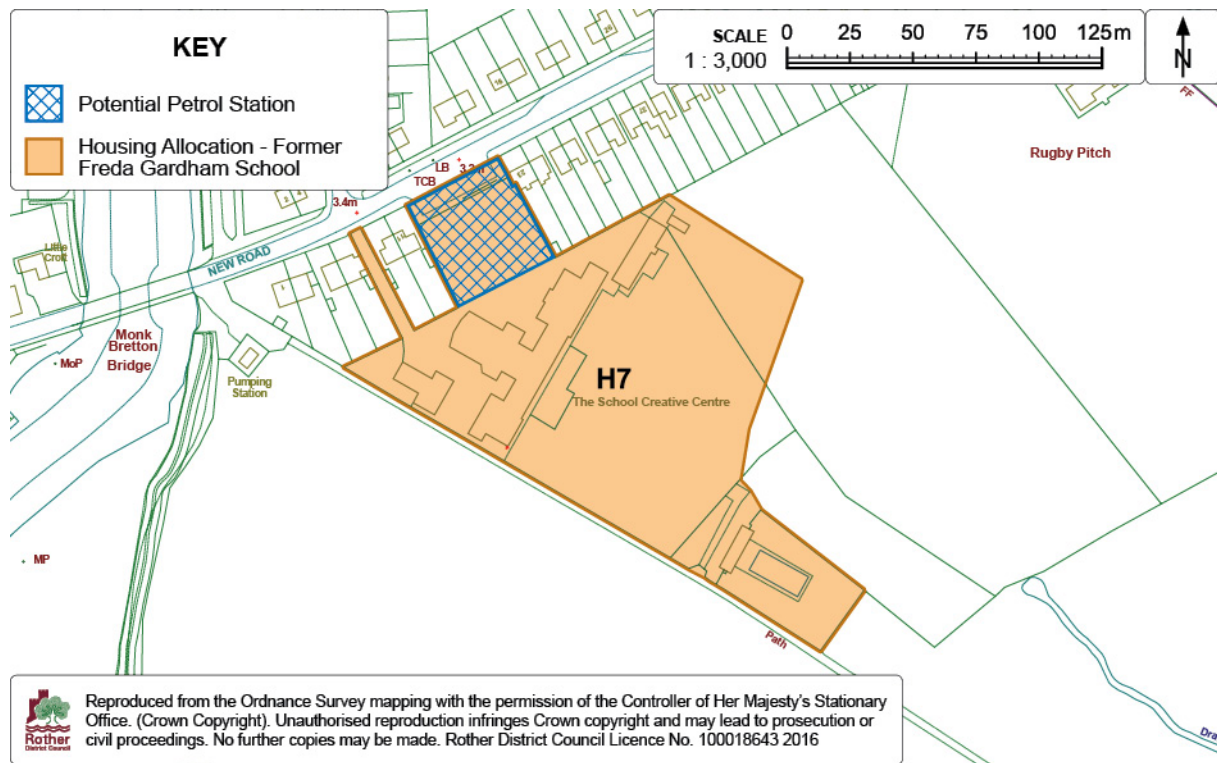 KEY
Potential Petrol Station
Housing Allocation - Former
Freda Gardham School
SCALE
1 : 3,000
0 25 50 75 100 125m
N
FF
Rugby Pitch
16
LB
TCB
3.4m
NEW ROAD
Little
Croft
Monk
Bretton
Bridge
MoP
Pumping
Station
1
H7
The School Creative Centre
MP
Path
Dra
Rother
District Council
Reproduced from the Ordnance Survey mapping with the permission of the Controller of Her Majesty's Stationary
Office. (Crown Copyright). Unauthorised reproduction infringes Crown copyright and may lead to prosecution or
civil proceedings. No further copies may be made. Rother District Council Licence No. 100018643 2016